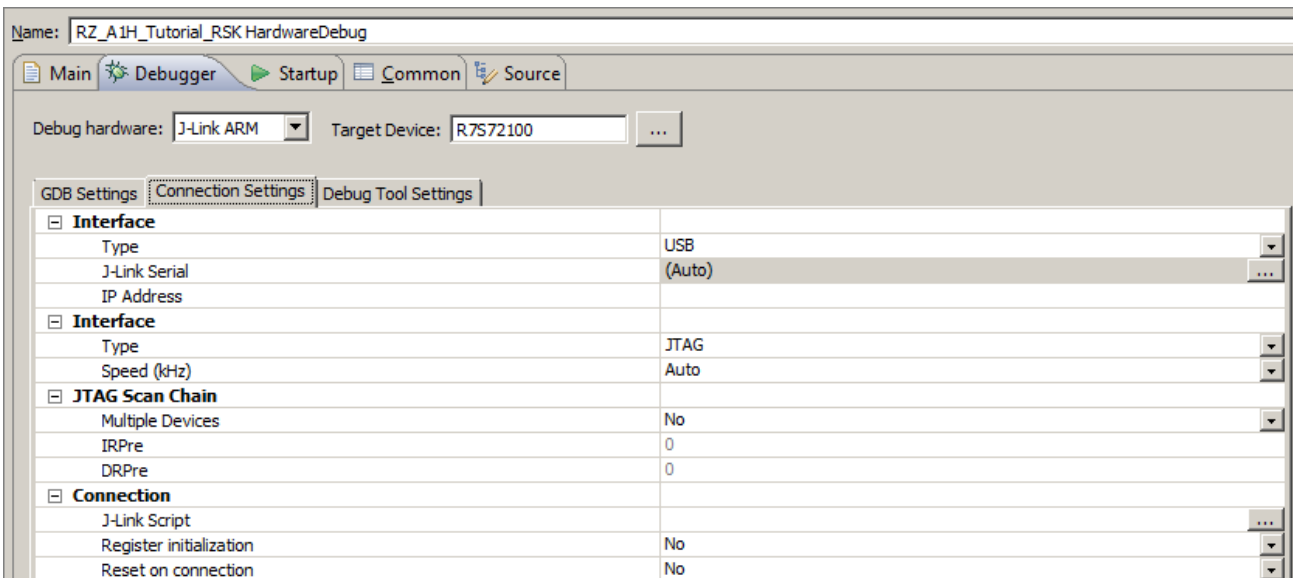 Name: RZ_A1H_Tutorial_RSK HardwareDebug
Main Debugger Startup Common Source
Debug hardware: J-Link ARM Target Device: R7S72100 ...
GDB Settings Connection Settings Debug Tool Settings
Interface
Type USB
J-Link Serial (Auto) ...
IP Address
Interface
Type JTAG
Speed (kHz) Auto
JTAG Scan Chain
Multiple Devices No
IRPre 0
DRPre 0
Connection
J-Link Script ...
Register initialization No
Reset on connection No